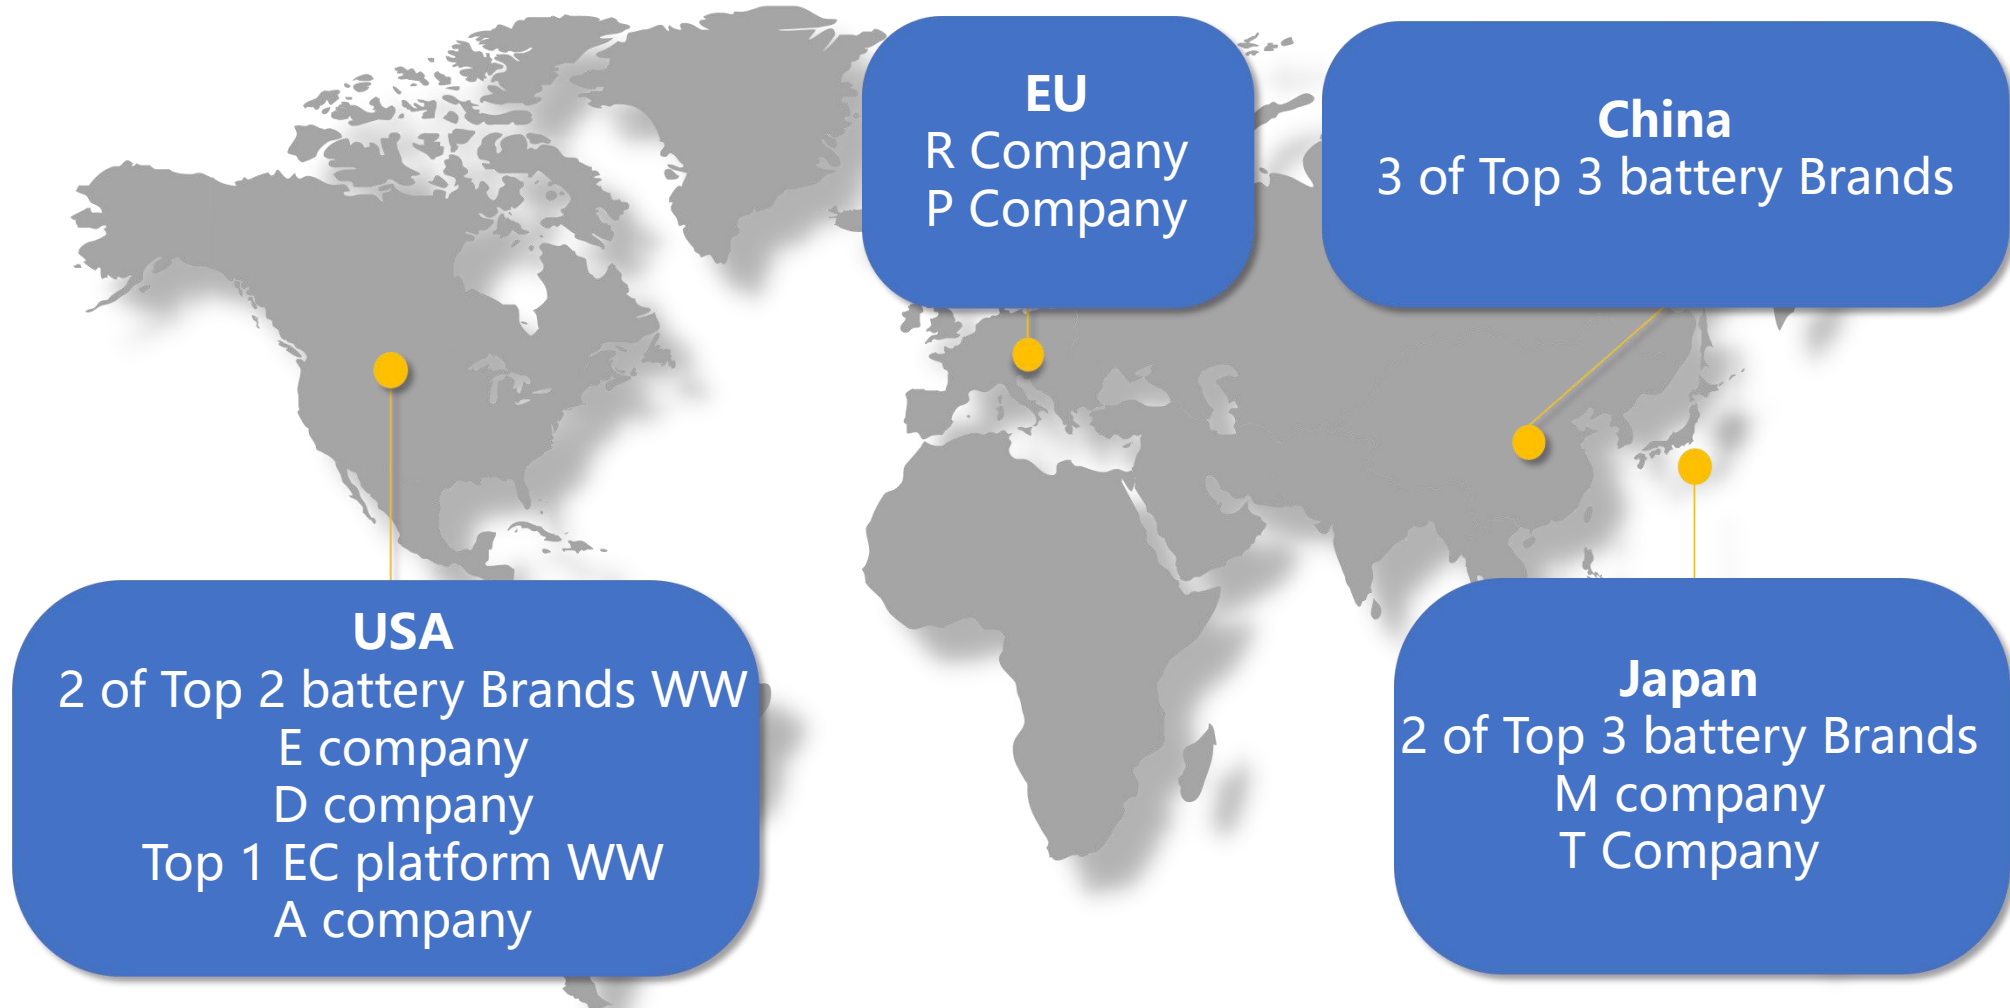 EU
R Company
P Company
China
3 of Top 3 battery Brands
USA
2 of Top 2 battery Brands WW
E company
D company
Top 1 EC platform WW
A company
Japan
2 of Top 3 battery Brands
M company
T Company